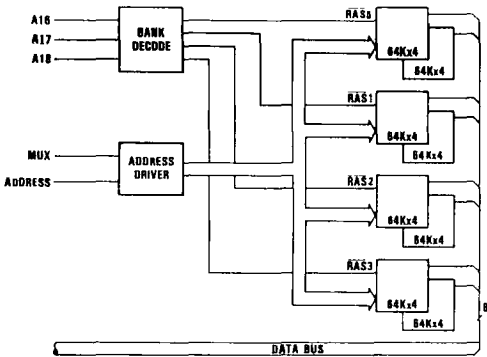 A16
A17
A18
BANK
DECODE
RAS0
64Kx4
64Kx4
RAS1
64Kx4
64Kx4
MUX
ADDRESS
ADDRESS
DRIVER
RAS2
64Kx4
64Kx4
RAS3
64Kx4
64Kx4
8
DATA BUS